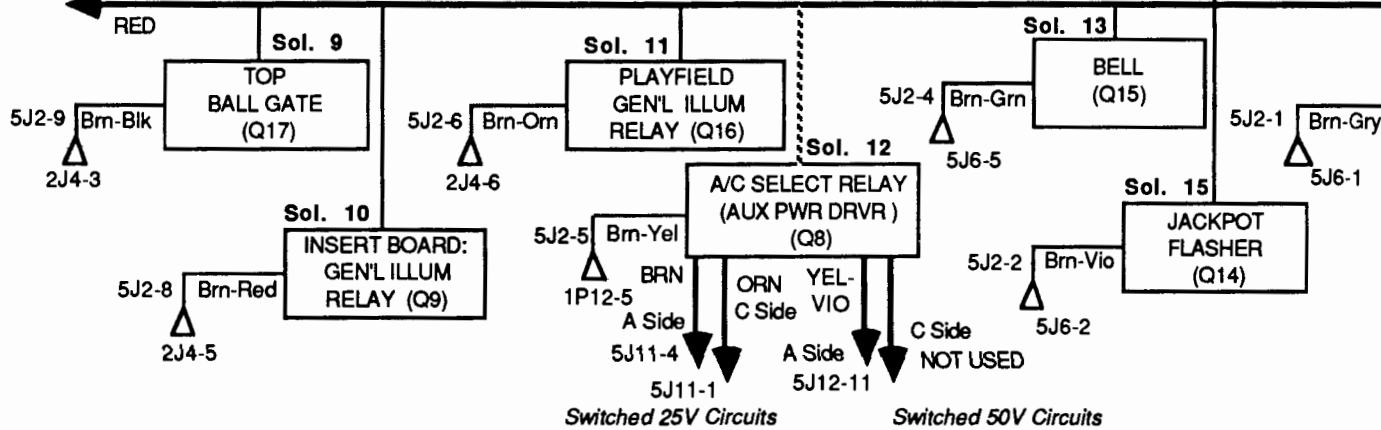 RED
Sol. 9
TOP
BALL GATE
(Q17)
5J2-9
Brn-Blk
2J4-3
Sol. 10
INSERT BOARD:
GEN'L ILLUM
RELAY (Q9)
5J2-8
Brn-Red
2J4-5
Sol. 11
PLAYFIELD
GEN'L ILLUM
RELAY (Q16)
5J2-6
Brn-Orn
2J4-6
Sol. 12
A/C SELECT RELAY
(AUX PWR DRVR )
(Q8)
5J2-5
Brn-Yel
1P12-5
BRN
A Side
5J11-4
ORN
C Side
5J11-1
YEL-
VIO
A Side
5J12-11
C Side
NOT USED
Switched 25V Circuits
Switched 50V Circuits
Sol. 13
BELL
(Q15)
5J2-4
Brn-Grn
5J6-5
Sol. 15
JACKPOT
FLASHER
(Q14)
5J2-2
Brn-Vio
5J6-2
5J2-1
Brn-Gry
5J6-1